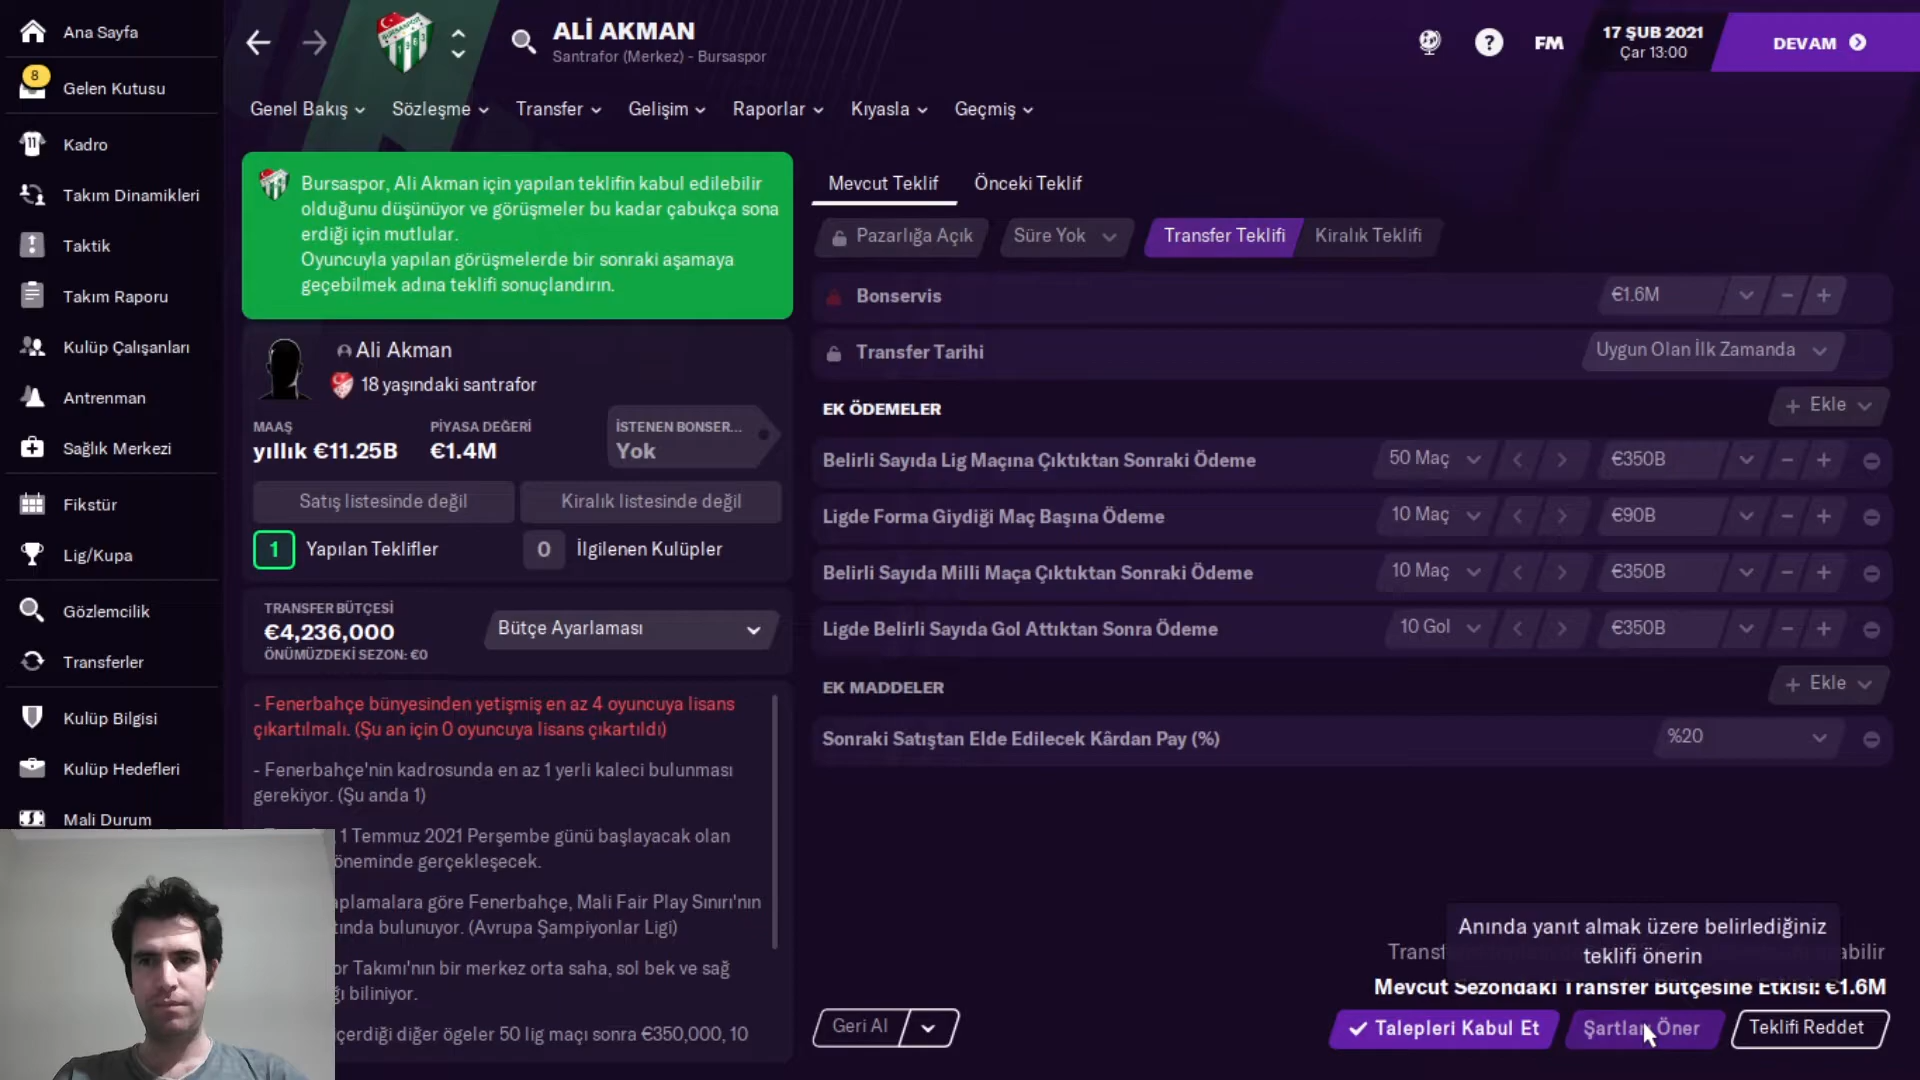 Ana Sayfa
8
Gelen Kutusu
Kadro
Takım Dinamikleri
Taktik
Takım Raporu
Kulüp Çalışanları
Antrenman
Sağlık Merkezi
Fikstür
Lig/Kupa
Gözlemcilik
Transferler
Kulüp Bilgisi
Kulüp Hedefleri
Mali Durum
ALİ AKMAN
Santrafor (Merkez) - Bursaspor
FM
17 ŞUB 2021
Çar 13:00
DEVAM
Genel Bakış
Sözleşme
Transfer
Gelişim
Raporlar
Kıyasla
Geçmiş
Bursaspor, Ali Akman için yapılan teklifin kabul edilebilir
olduğunu düşünüyor ve görüşmeler bu kadar çabukça sona
erdiği için mutlular.
Oyuncuyla yapılan görüşmelerde bir sonraki aşamaya
geçebilmek adına teklifi sonuçlandırın.
Ali Akman
18 yaşındaki santrafor
MAAŞ
yıllık €11.25B
PİYASA DEĞERİ
€1.4M
İSTENEN BONSER...
Yok
Satış listesinde değil
Kiralık listesinde değil
1 Yapılan Teklifler
0 İlgilenen Kulüpler
TRANSFER BÜTÇESİ
€4,236,000
ÖNÜMÜZDEKİ SEZON: €0
Bütçe Ayarlaması
- Fenerbahçe bünyesinden yetişmiş en az 4 oyuncuya lisans
çıkartılmalı. (Şu an için 0 oyuncuya lisans çıkartıldı)
- Fenerbahçe'nin kadrosunda en az 1 yerli kaleci bulunması
gerekiyor. (Şu anda 1)
1 Temmuz 2021 Perşembe günü başlayacak olan
öneminde gerçekleşecek.
aplamalara göre Fenerbahçe, Mali Fair Play Sınırı'nın
ında bulunuyor. (Avrupa Şampiyonlar Ligi)
or Takımı'nın bir merkez orta saha, sol bek ve sağ
ğı biliniyor.
çerdiği diğer ögeler 50 lig maçı sonra €350,000, 10
Mevcut Teklif
Önceki Teklif
Pazarlığa Açık
Süre Yok
Transfer Teklifi
Kiralık Teklifi
Bonservis
€1.6M
Transfer Tarihi
Uygun Olan İlk Zamanda
EK ÖDEMELER
+ Ekle
Belirli Sayıda Lig Maçına Çıktıktan Sonraki Ödeme
50 Maç
€350B
Ligde Forma Giydiği Maç Başına Ödeme
10 Maç
€90B
Belirli Sayıda Milli Maça Çıktıktan Sonraki Ödeme
10 Maç
€350B
Ligde Belirli Sayıda Gol Attıktan Sonra Ödeme
10 Gol
€350B
EK MADDELER
+ Ekle
Sonraki Satıştan Elde Edilecek Kârdan Pay (%)
%20
Anında yanıt almak üzere belirlediğiniz
teklifi önerin
Transf
abilir
Mevcut Sezondaki Transfer Bütçesine Etkisi: €1.6M
Geri Al
Talepleri Kabul Et
Şartları Öner
Teklifi Reddet